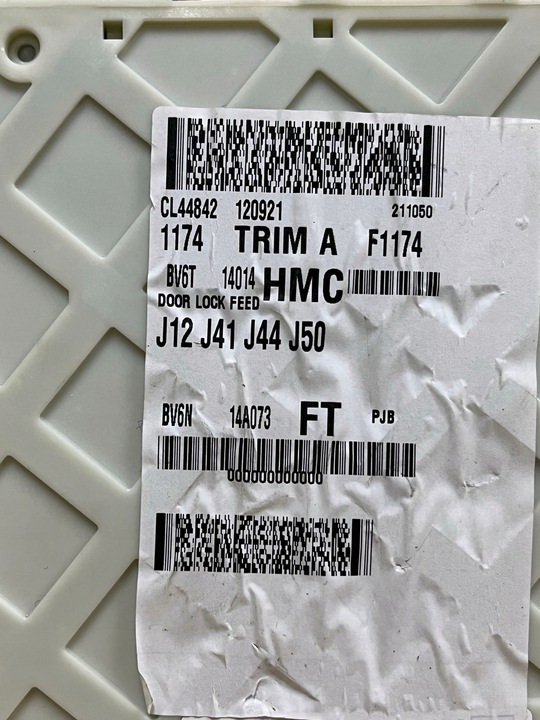 CL44842 120921 211050
1174 TRIM A F1174
BV6T 14014 HMC
DOOR LOCK FEED
J12 J41 J44 J50
BV6N 14A073 FT PJB
000000000000